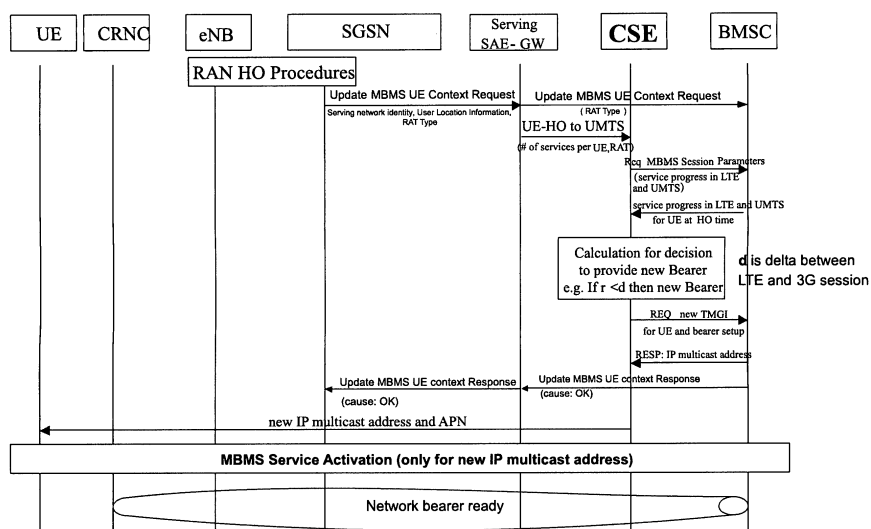 UE CRNC eNB SGSN Serving SAE- GW CSE BMSC
RAN HO Procedures
Update MBMS UE Context Request
Serving network identity, User Location Information,
RAT Type
Update MBMS UE Context Request
( RAT Type )
UE-HO to UMTS
(# of services per UE,RAT)
Req MBMS Session Parameters
(service progress in LTE
and UMTS)
service progress in LTE and UMTS
for UE at HO time
Calculation for decision
to provide new Bearer
e.g. If r <d then new Bearer
d is delta between
LTE and 3G session
REQ new TMGI
for UE and bearer setup
RESP: IP multicast address
Update MBMS UE context Response
(cause: OK)
Update MBMS UE context Response
(cause: OK)
new IP multicast address and APN
MBMS Service Activation (only for new IP multicast address)
Network bearer ready